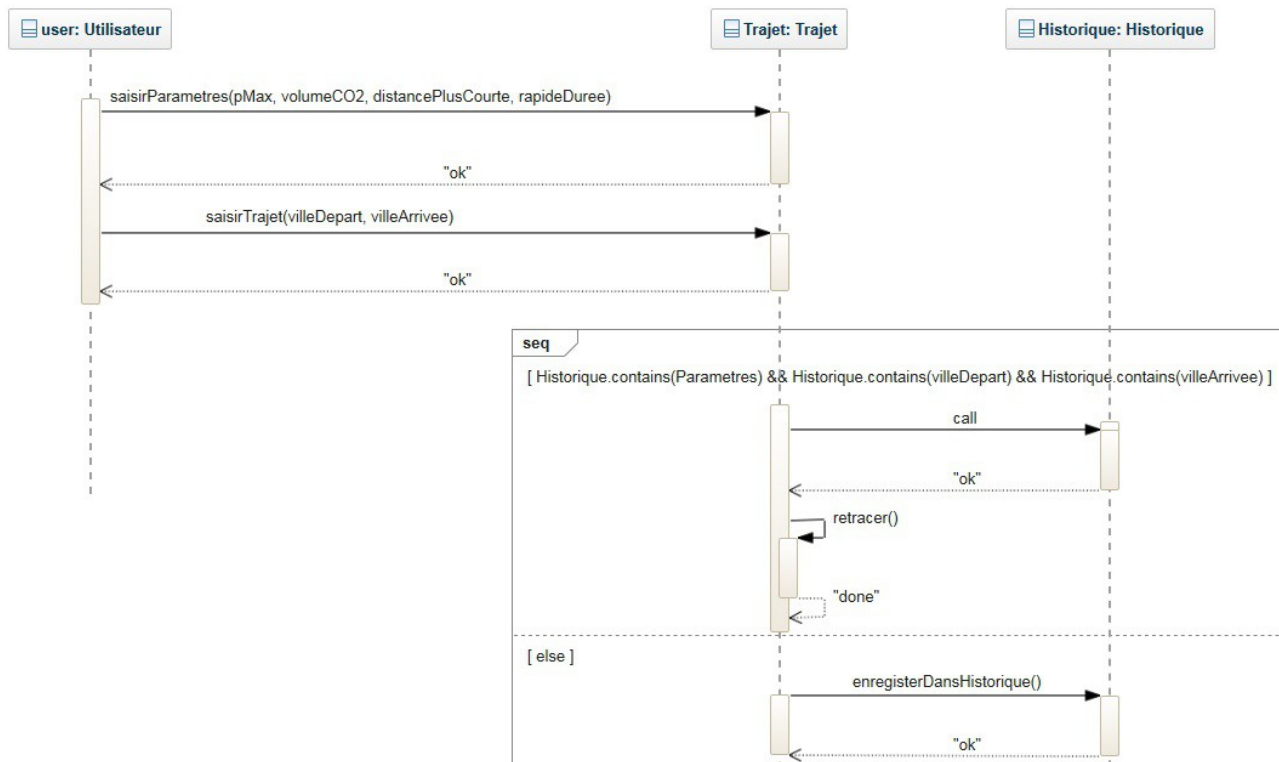 user: Utilisateur
Trajet: Trajet
Historique: Historique
saisirParametres(pMax, volumeCO2, distancePlusCourte, rapideDuree)
"ok"
saisirTrajet(villeDepart, villeArrivee)
"ok"
seq
[ Historique.contains(Parametres) && Historique.contains(villeDepart) && Historique.contains(villeArrivee) ]
call
"ok"
retracer()
"done"
[ else ]
enregisterDansHistorique()
"ok"